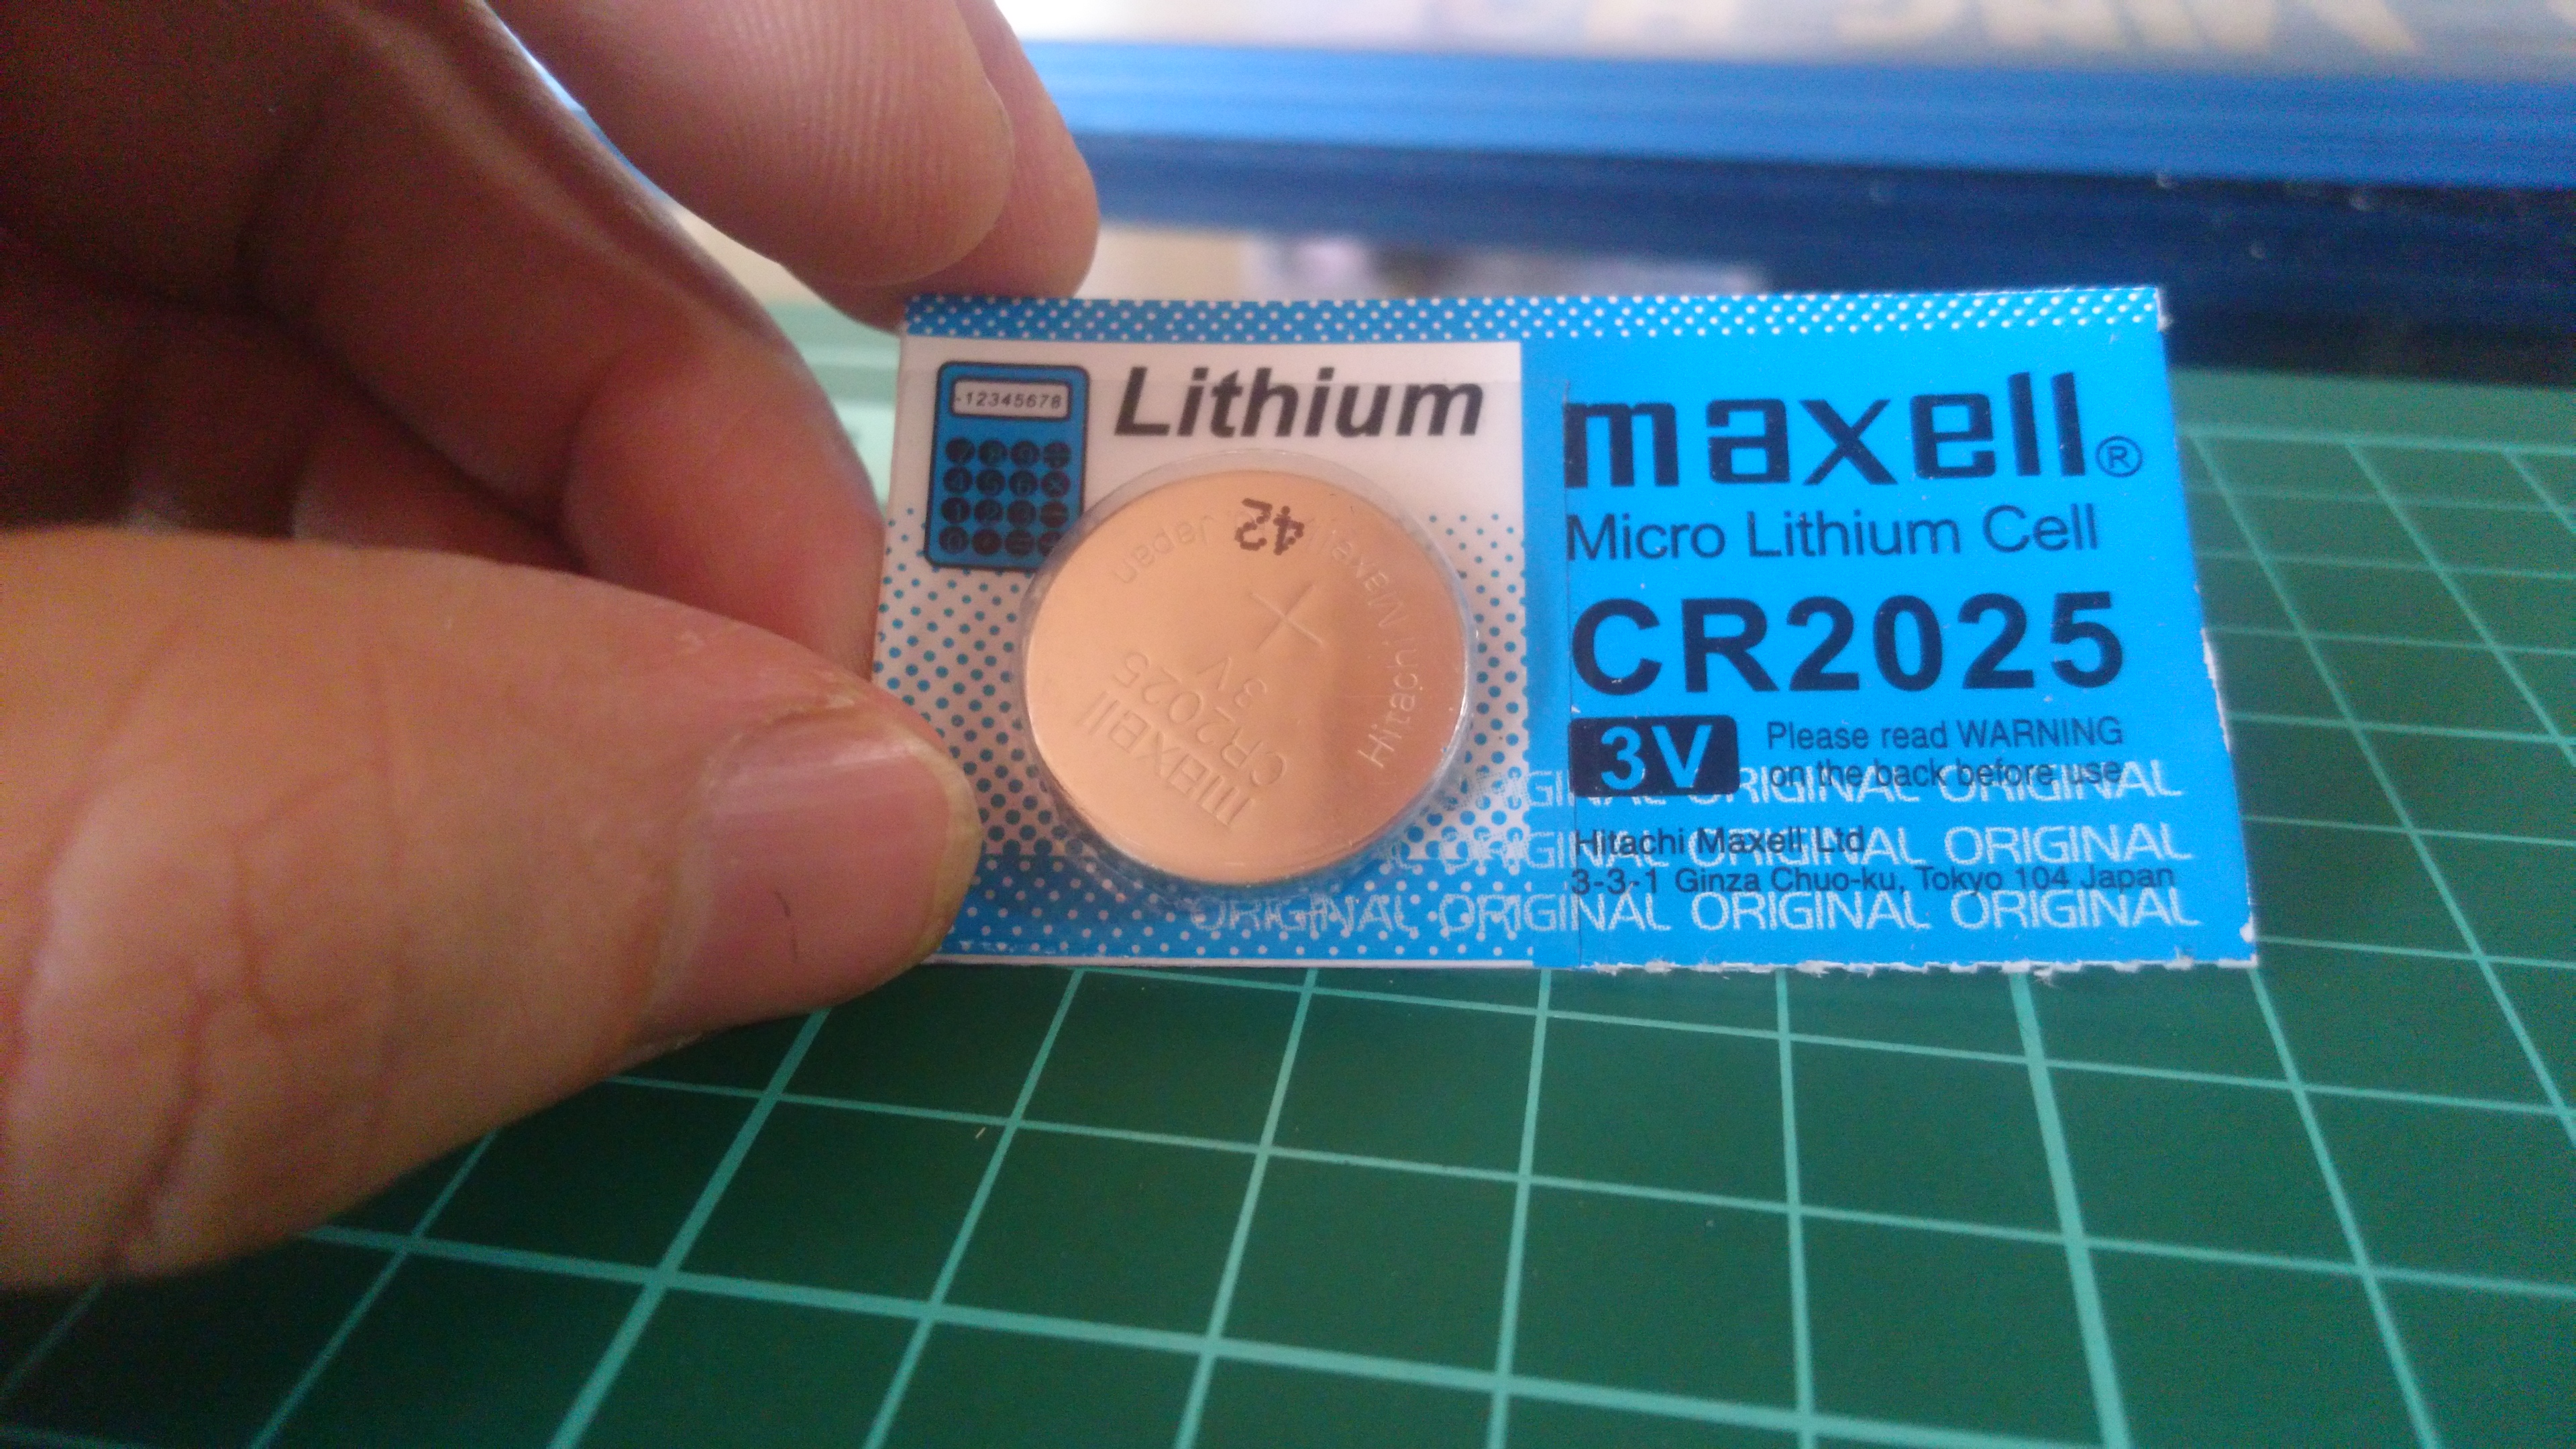 -12345678
Lithium
maxell®
Micro Lithium Cell
CR2025
3V
Please read WARNING
on the back before use
ORIGINAL ORIGINAL ORIGINAL
Hitachi Maxell Ltd
ORIGINAL ORIGINAL ORIGINAL
3-3-1 Ginza Chuo-ku, Tokyo 104 Japan
ORIGINAL ORIGINAL ORIGINAL ORIGINAL
42
Hitachi Maxell Japan
+
3V
CR2025
maxell